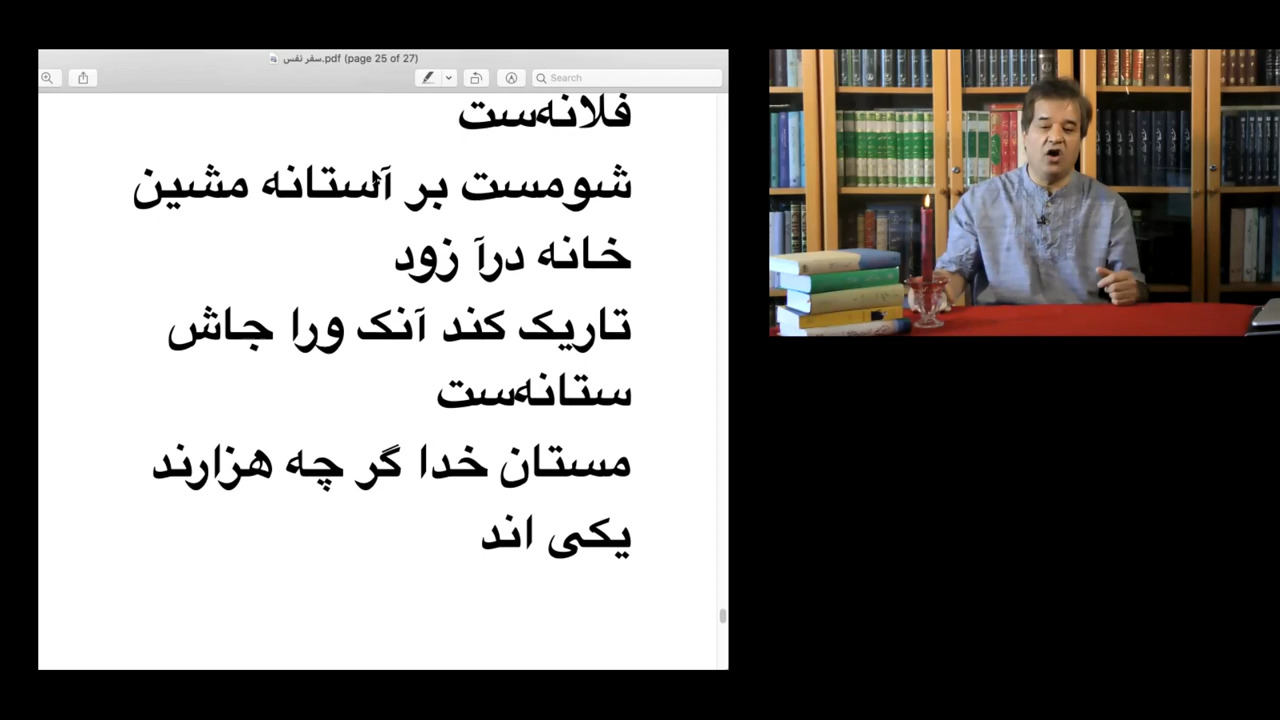 سفر نفس.pdf (page 25 of 27)
Search
فلانه‌ست
شومست بر آستانه مشین
خانه درآ زود
تاریک کند آنک ورا جاش
ستانه‌ست
مستان خدا گر چه هزارند
یکی اند